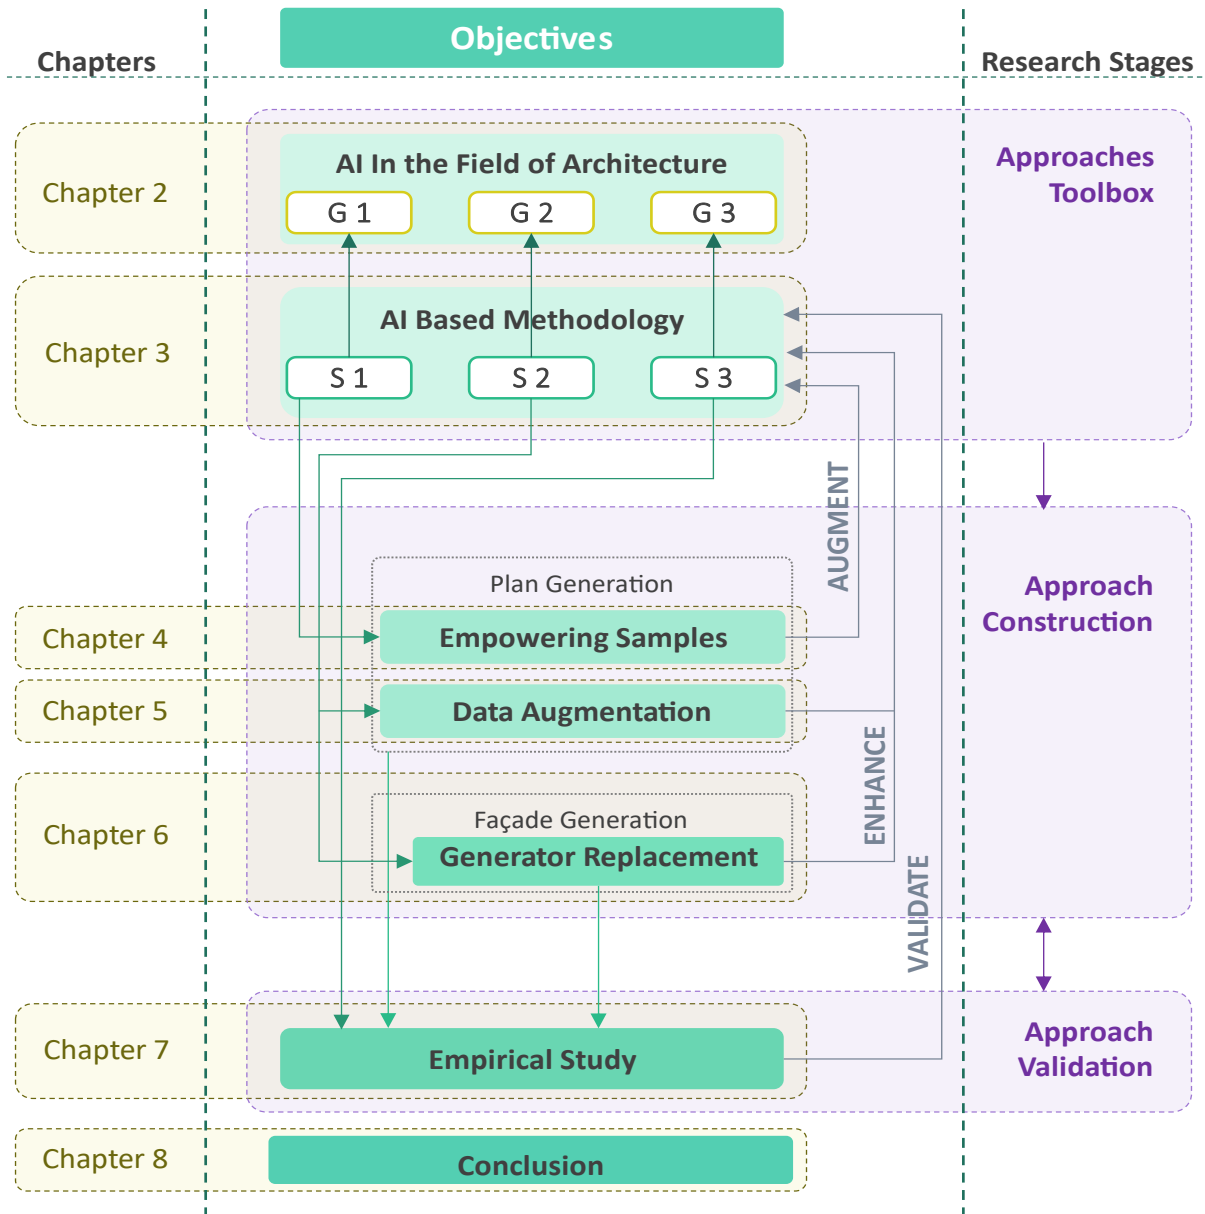 Objectives
Chapters
Research Stages
Chapter 2
AI In the Field of Architecture
G 1
G 2
G 3
Approaches
Toolbox
Chapter 3
AI Based Methodology
S 1
S 2
S 3
AUGMENT
Plan Generation
Approach
Construction
Chapter 4
Empowering Samples
Chapter 5
Data Augmentation
ENHANCE
Chapter 6
Façade Generation
Generator Replacement
VALIDATE
Chapter 7
Empirical Study
Approach
Validation
Chapter 8
Conclusion